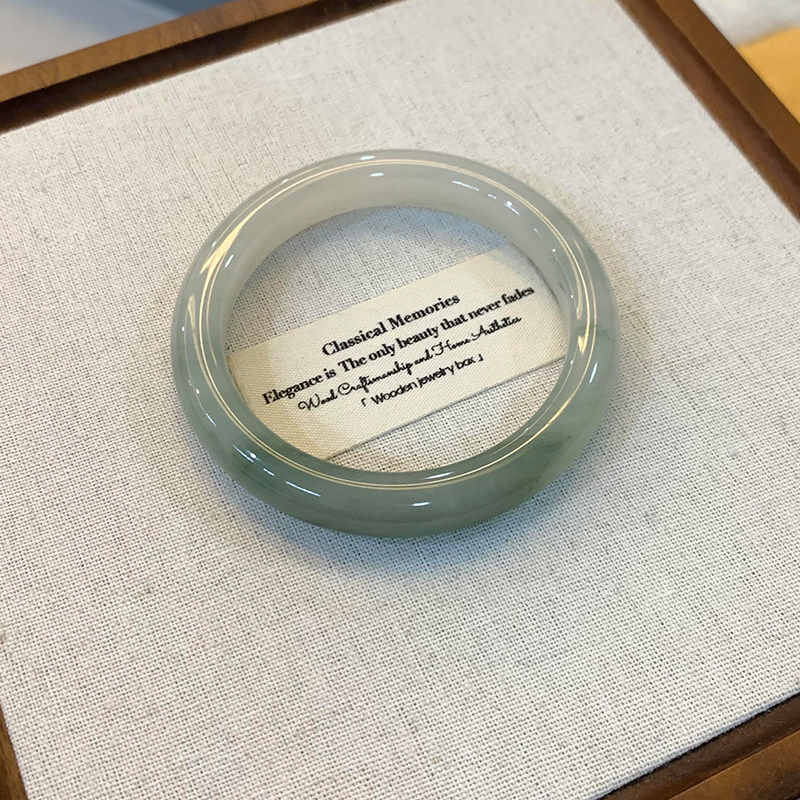 Classical Memories
Elegance is The only beauty that never fades
Wood Craftsmanship and Home Aesthetics
「 Wooden jewelry box 」